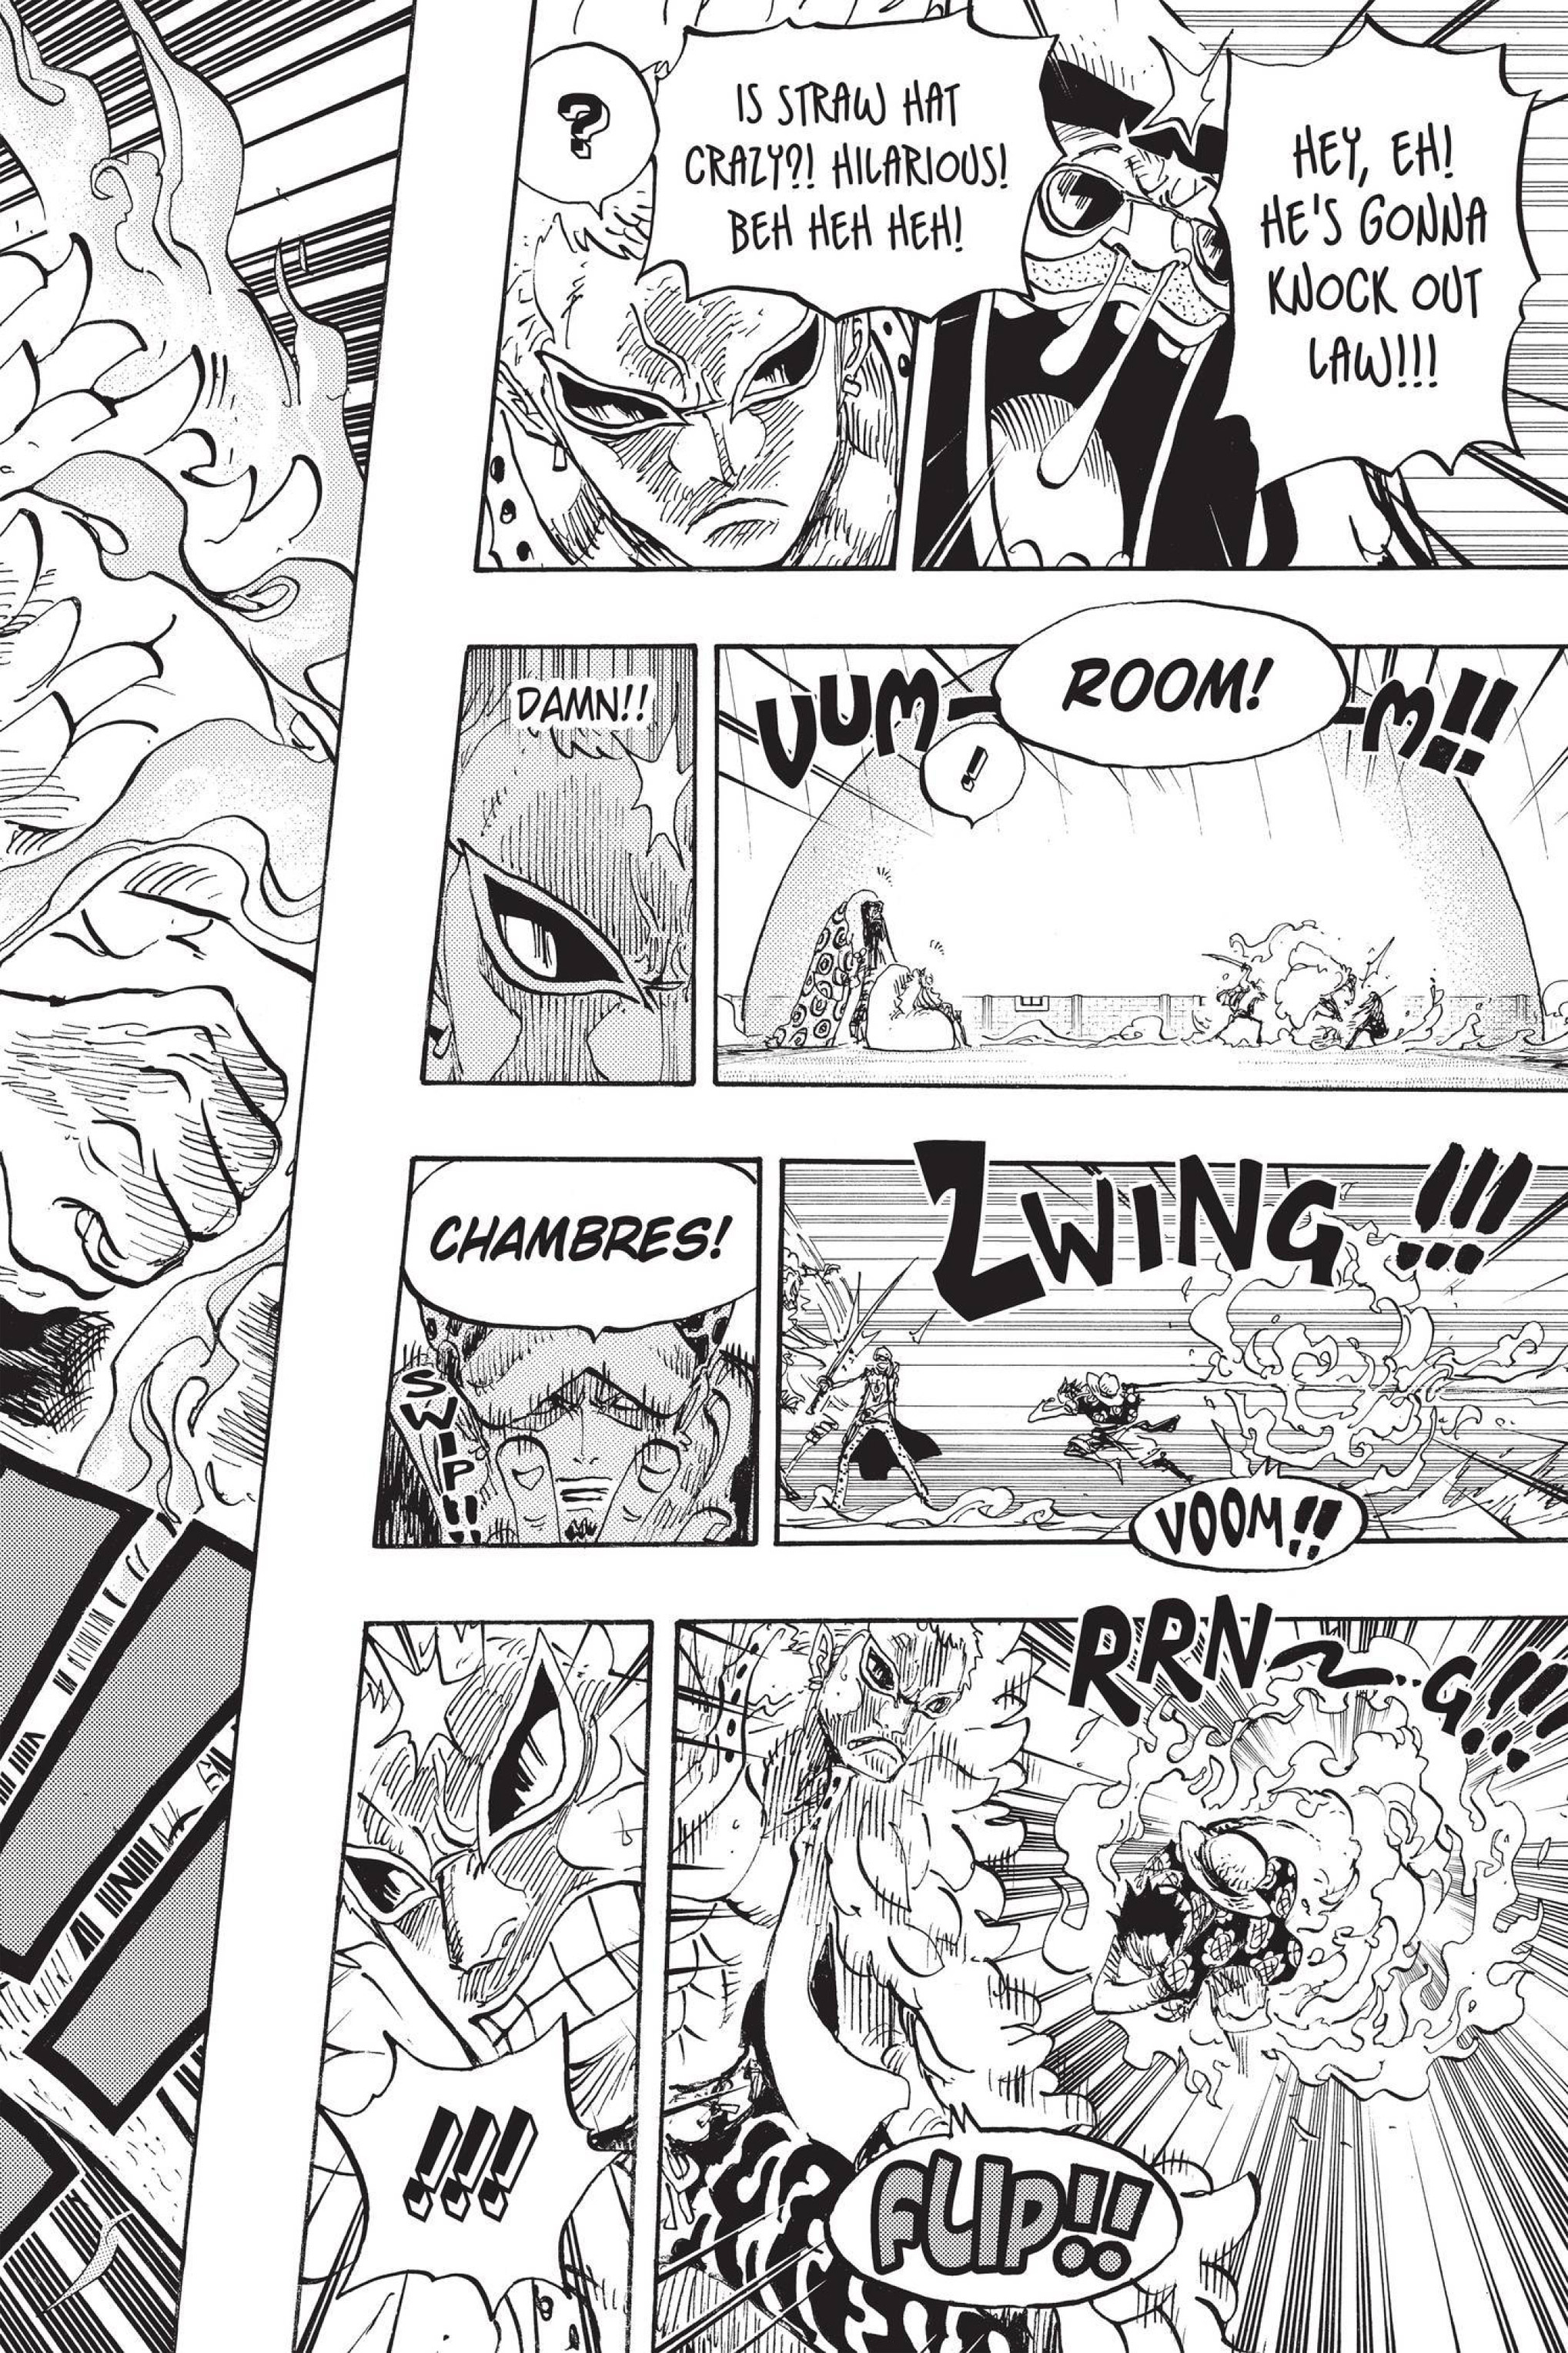 HEY, EH!
HE'S GONNA
KNOCK OUT
LAW!!!
IS STRAW HAT
CRAZY?! HILARIOUS!
BEH HEH HEH!
?
ROOM!
VUM—M!!
!
DAMN!!
ZWING!!!
VOOM!!
CHAMBRES!
SWIP!!
RRN~G!!!
FLIP!!
!!!